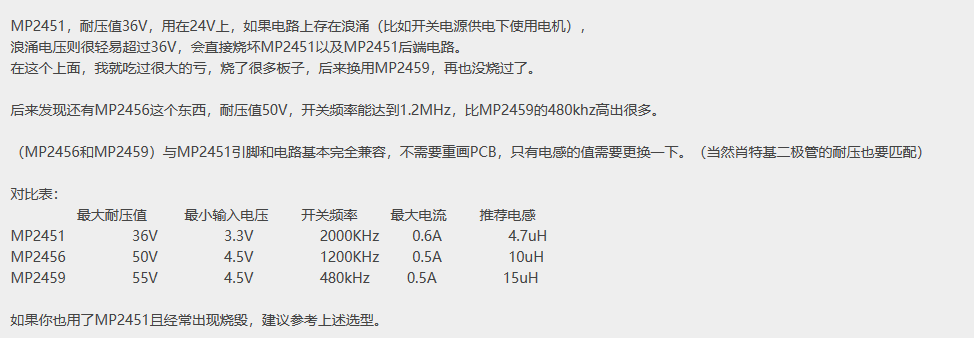 MP2451，耐压值36V，用在24V上，如果电路上存在浪涌（比如开关电源供电下使用电机），
浪涌电压则很轻易超过36V，会直接烧坏MP2451以及MP2451后端电路。
在这个上面，我就吃过很大的亏，烧了很多板子，后来换用MP2459，再也没烧过了。
后来发现还有MP2456这个东西，耐压值50V，开关频率能达到1.2MHz，比MP2459的480khz高出很多。
（MP2456和MP2459）与MP2451引脚和电路基本完全兼容，不需要重画PCB，只有电感的值需要更换一下。（当然肖特基二极管的耐压也要匹配）
对比表：
最大耐压值 最小输入电压 开关频率 最大电流 推荐电感
MP2451 36V 3.3V 2000KHz 0.6A 4.7uH
MP2456 50V 4.5V 1200KHz 0.5A 10uH
MP2459 55V 4.5V 480kHz 0.5A 15uH
如果你也用了MP2451且经常出现烧毁，建议参考上述选型。